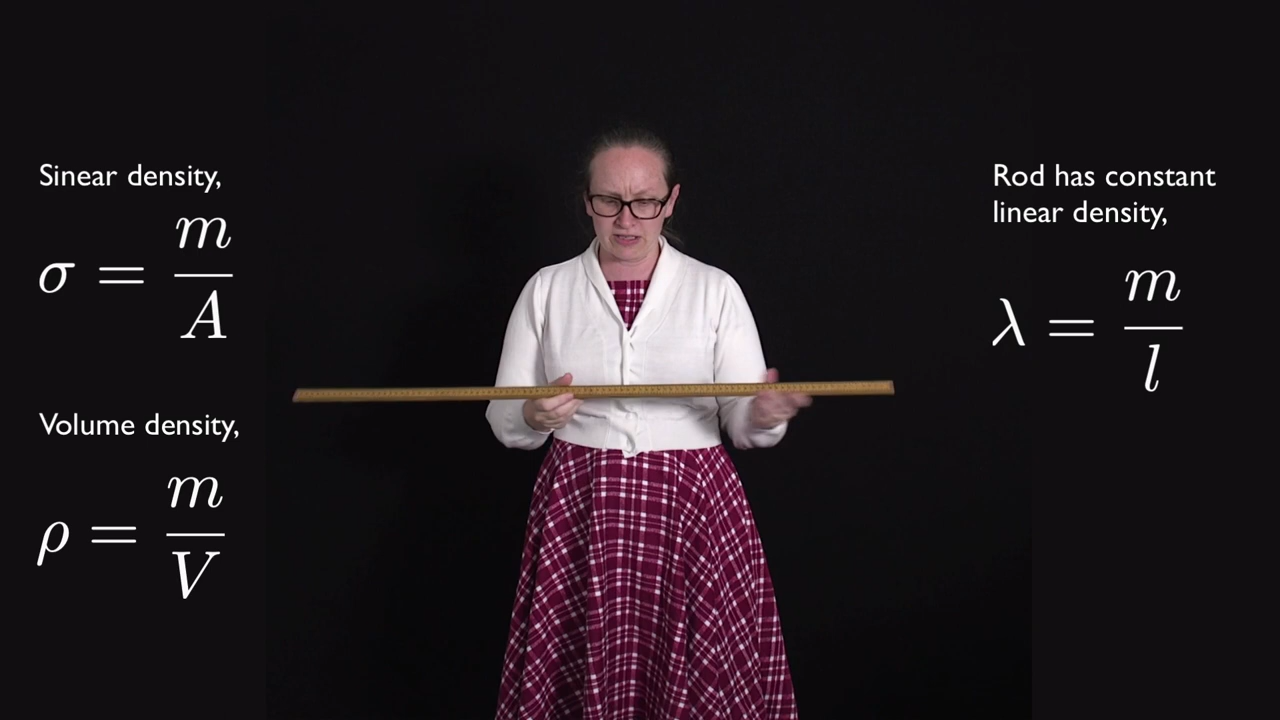 Sinear density,
σ = m/A
Volume density,
ρ = m/V
Rod has constant
linear density,
λ = m/l